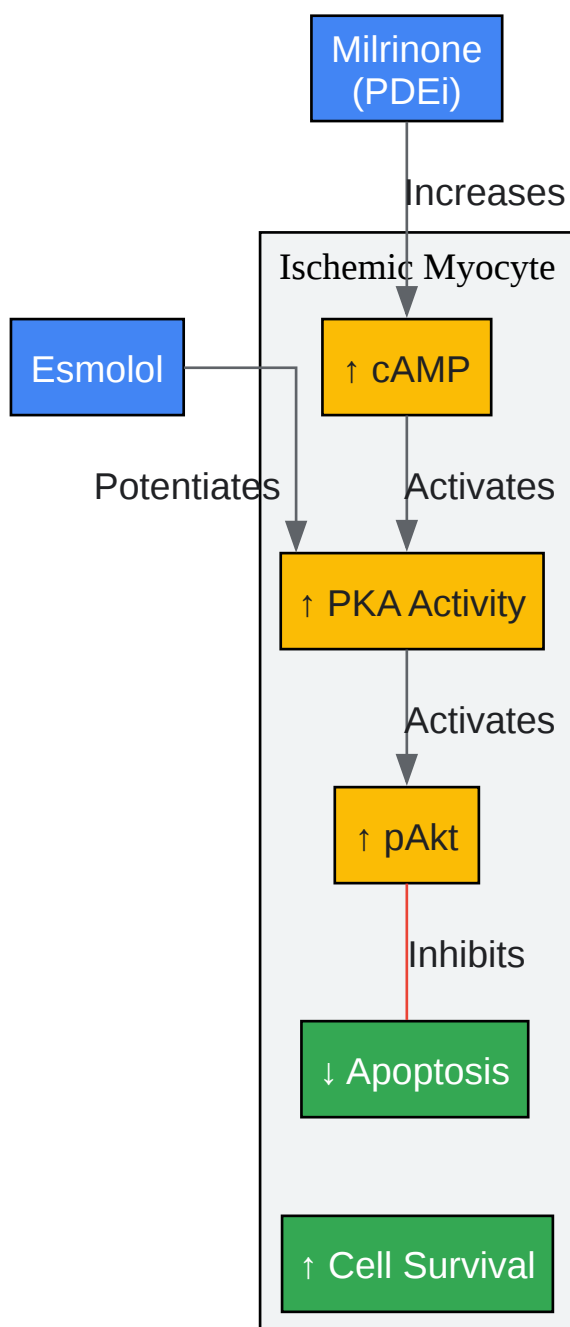 Milrinone
(PDEi)
Increases
Ischemic Myocyte
Esmolol
↑ cAMP
Potentiates
Activates
↑ PKA Activity
Activates
↑ pAkt
Inhibits
↓ Apoptosis
↑ Cell Survival